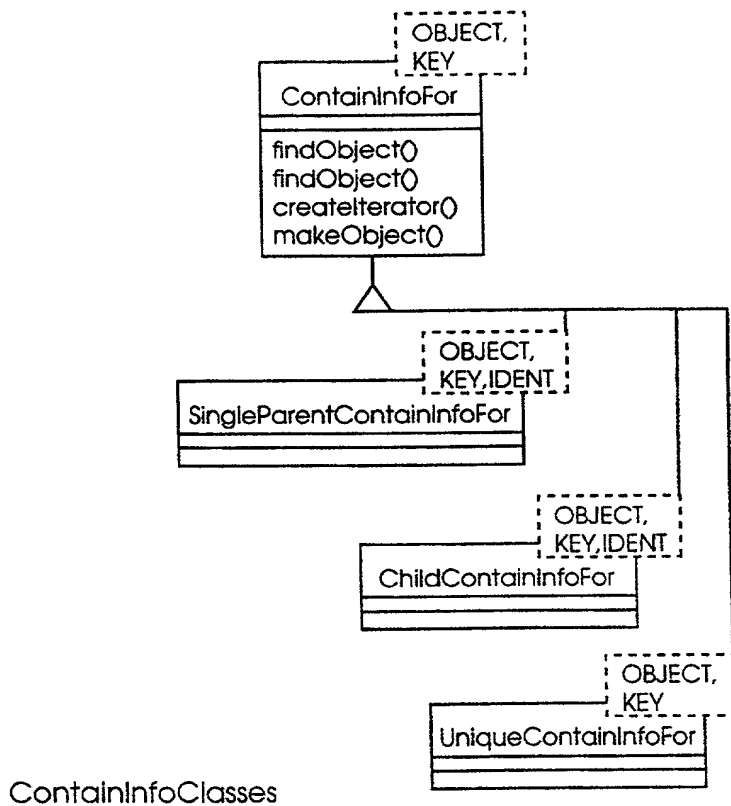 OBJECT,
KEY
ContainInfoFor
findObject()
findObject()
createIterator()
makeObject()
OBJECT,
KEY,IDENT
SingleParentContainInfoFor
OBJECT,
KEY,IDENT
ChildContainInfoFor
OBJECT,
KEY
UniqueContainInfoFor
ContainInfoClasses